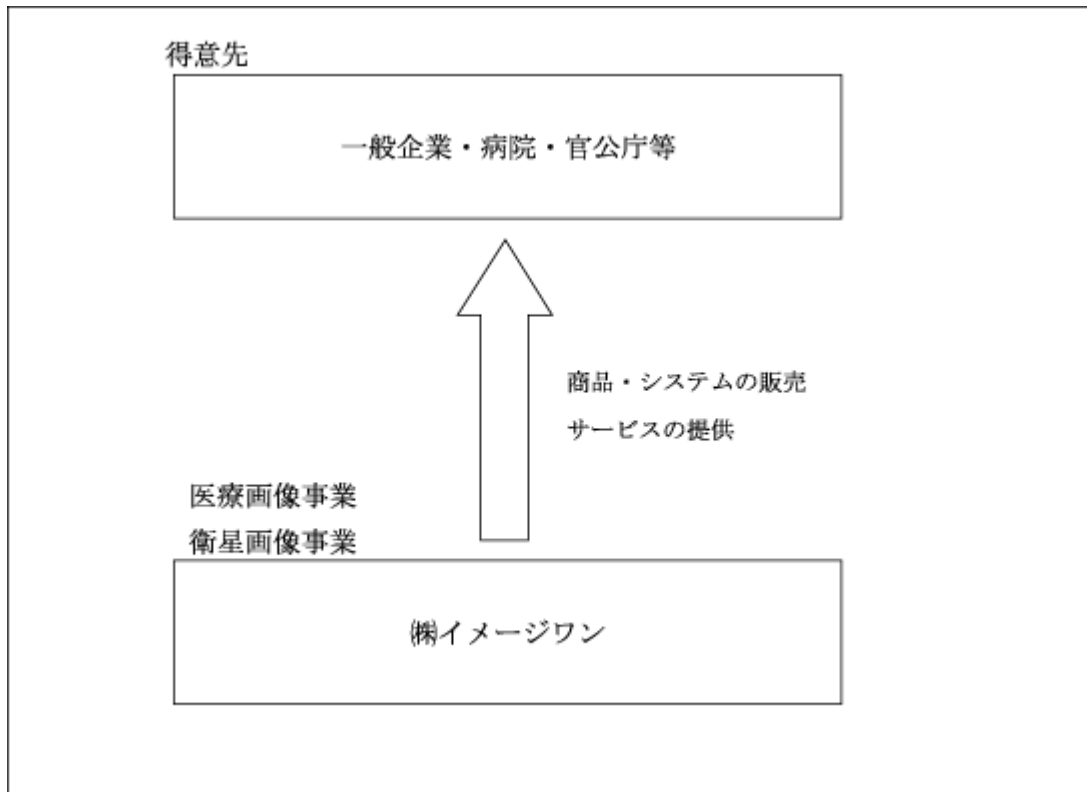 得意先
一般企業・病院・官公庁等
商品・システムの販売
サービスの提供
医療画像事業
衛星画像事業
㈱イメージワン